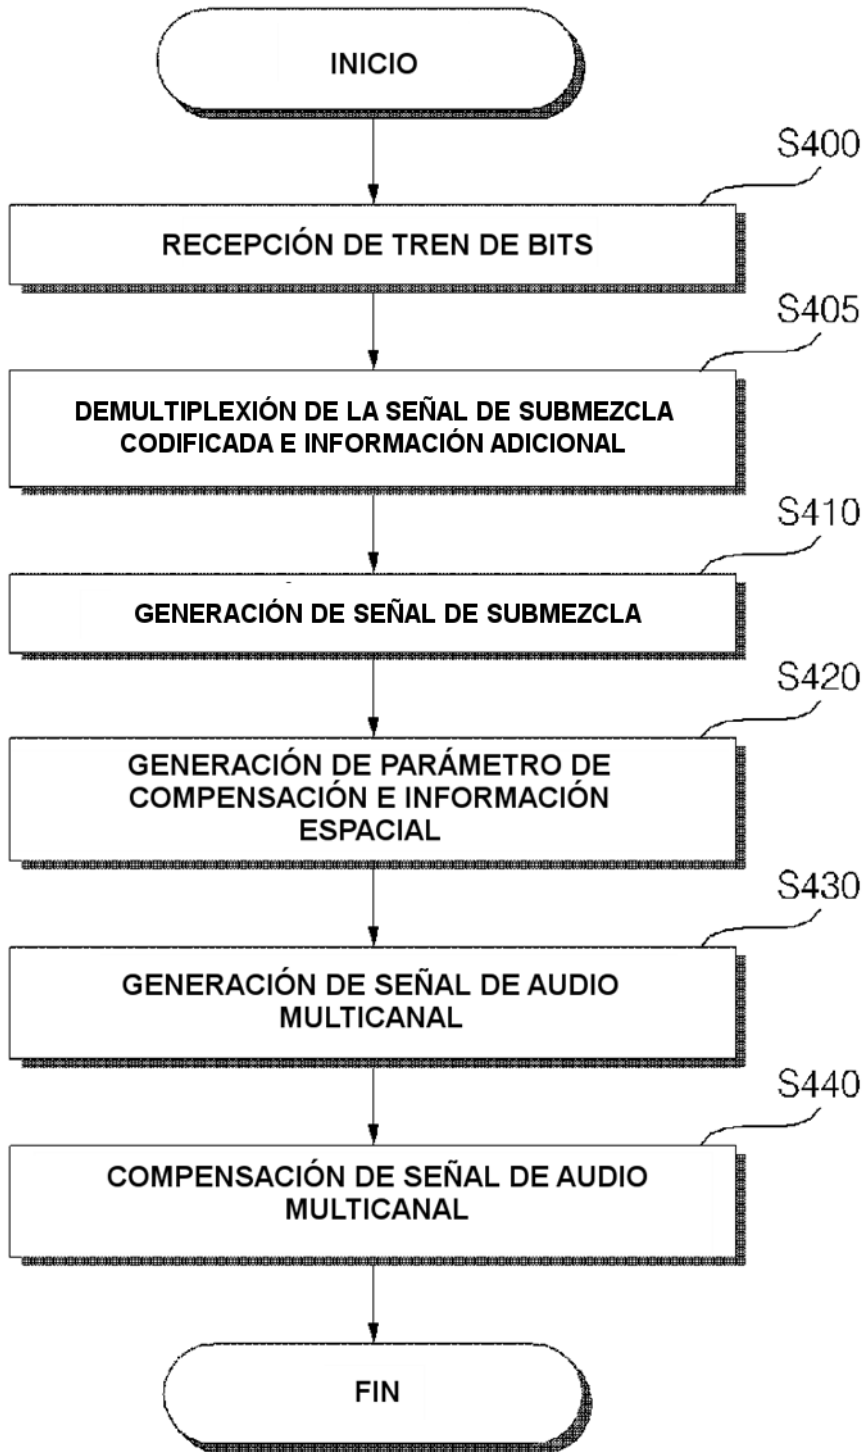 INICIO
S400
RECEPCIÓN DE TREN DE BITS
S405
DEMULTIPLEXIÓN DE LA SEÑAL DE SUBMEZCLA
CODIFICADA E INFORMACIÓN ADICIONAL
S410
GENERACIÓN DE SEÑAL DE SUBMEZCLA
S420
GENERACIÓN DE PARÁMETRO DE
COMPENSACIÓN E INFORMACIÓN
ESPACIAL
S430
GENERACIÓN DE SEÑAL DE AUDIO
MULTICANAL
S440
COMPENSACIÓN DE SEÑAL DE AUDIO
MULTICANAL
FIN